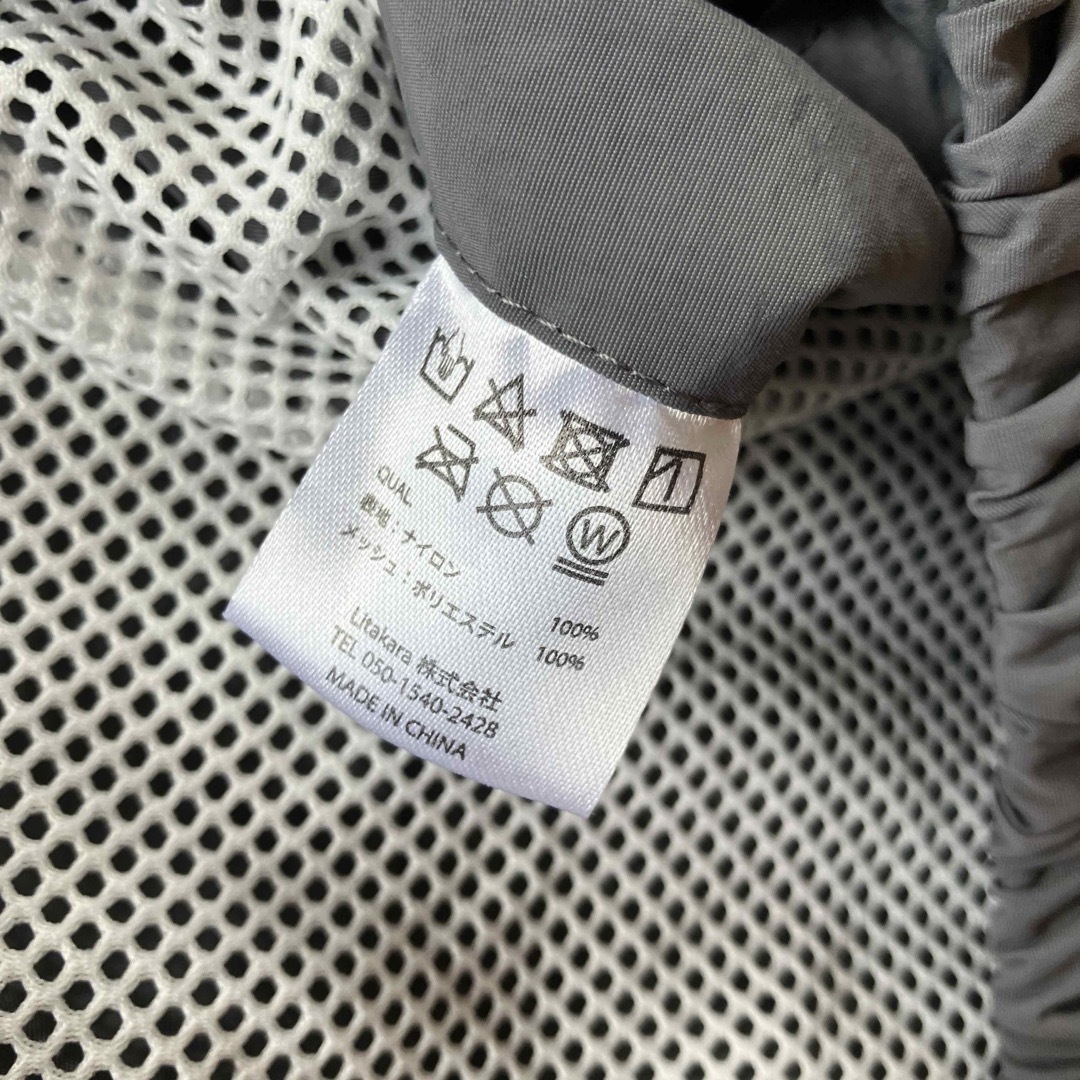 W
QUAL
表地：ナイロン 100%
メッシュ：ポリエステル 100%
Litakara 株式会社
TEL 050-1540-2428
MADE IN CHINA